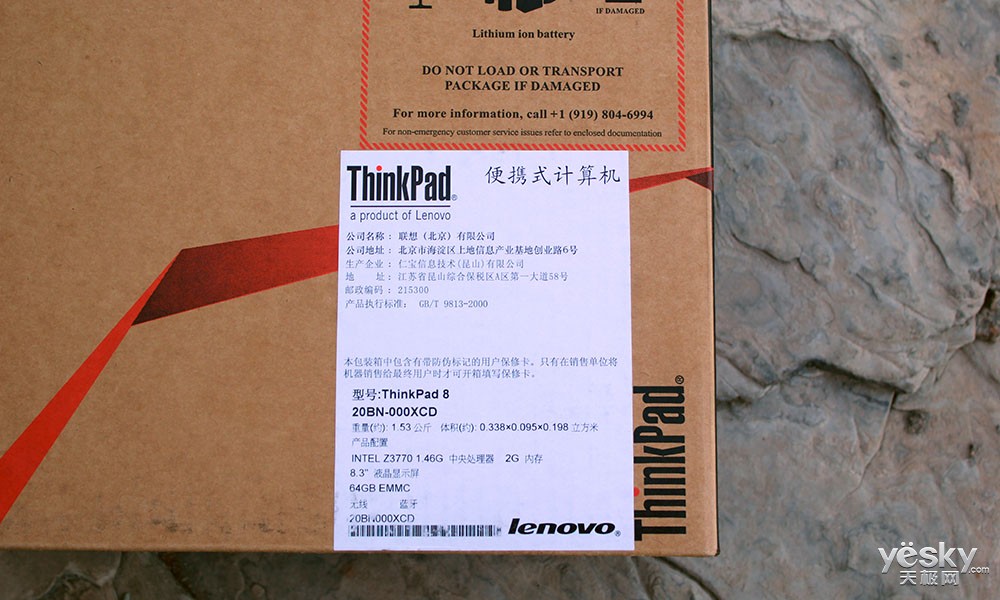 IF DAMAGED
Lithium ion battery
DO NOT LOAD OR TRANSPORT
PACKAGE IF DAMAGED
For more information, call +1 (919) 804-6994
For non-emergency customer service issues refer to enclosed documentation
ThinkPad®
便携式计算机
a product of Lenovo
公司名称： 联想（北京）有限公司
公司地址： 北京市海淀区上地信息产业基地创业路6号
生产企业： 仁宝信息技术(昆山)有限公司
地 址： 江苏省昆山综合保税区A区第一大道58号
邮政编码： 215300
产品执行标准： GB/T 9813-2000
本包装箱中包含有带防伪标记的用户保修卡。只有在销售单位将
机器销售给最终用户时才可开箱填写保修卡。
型号:ThinkPad 8
20BN-000XCD
重量(约): 1.53 公斤 体积(约): 0.338×0.095×0.198 立方米
产品配置
INTEL Z3770 1.46G 中央处理器 2G 内存
8.3" 液晶显示屏
64GB EMMC
无线 蓝牙
20BN000XCD
lenovo®
ThinkPad®
yësky.com
天极网